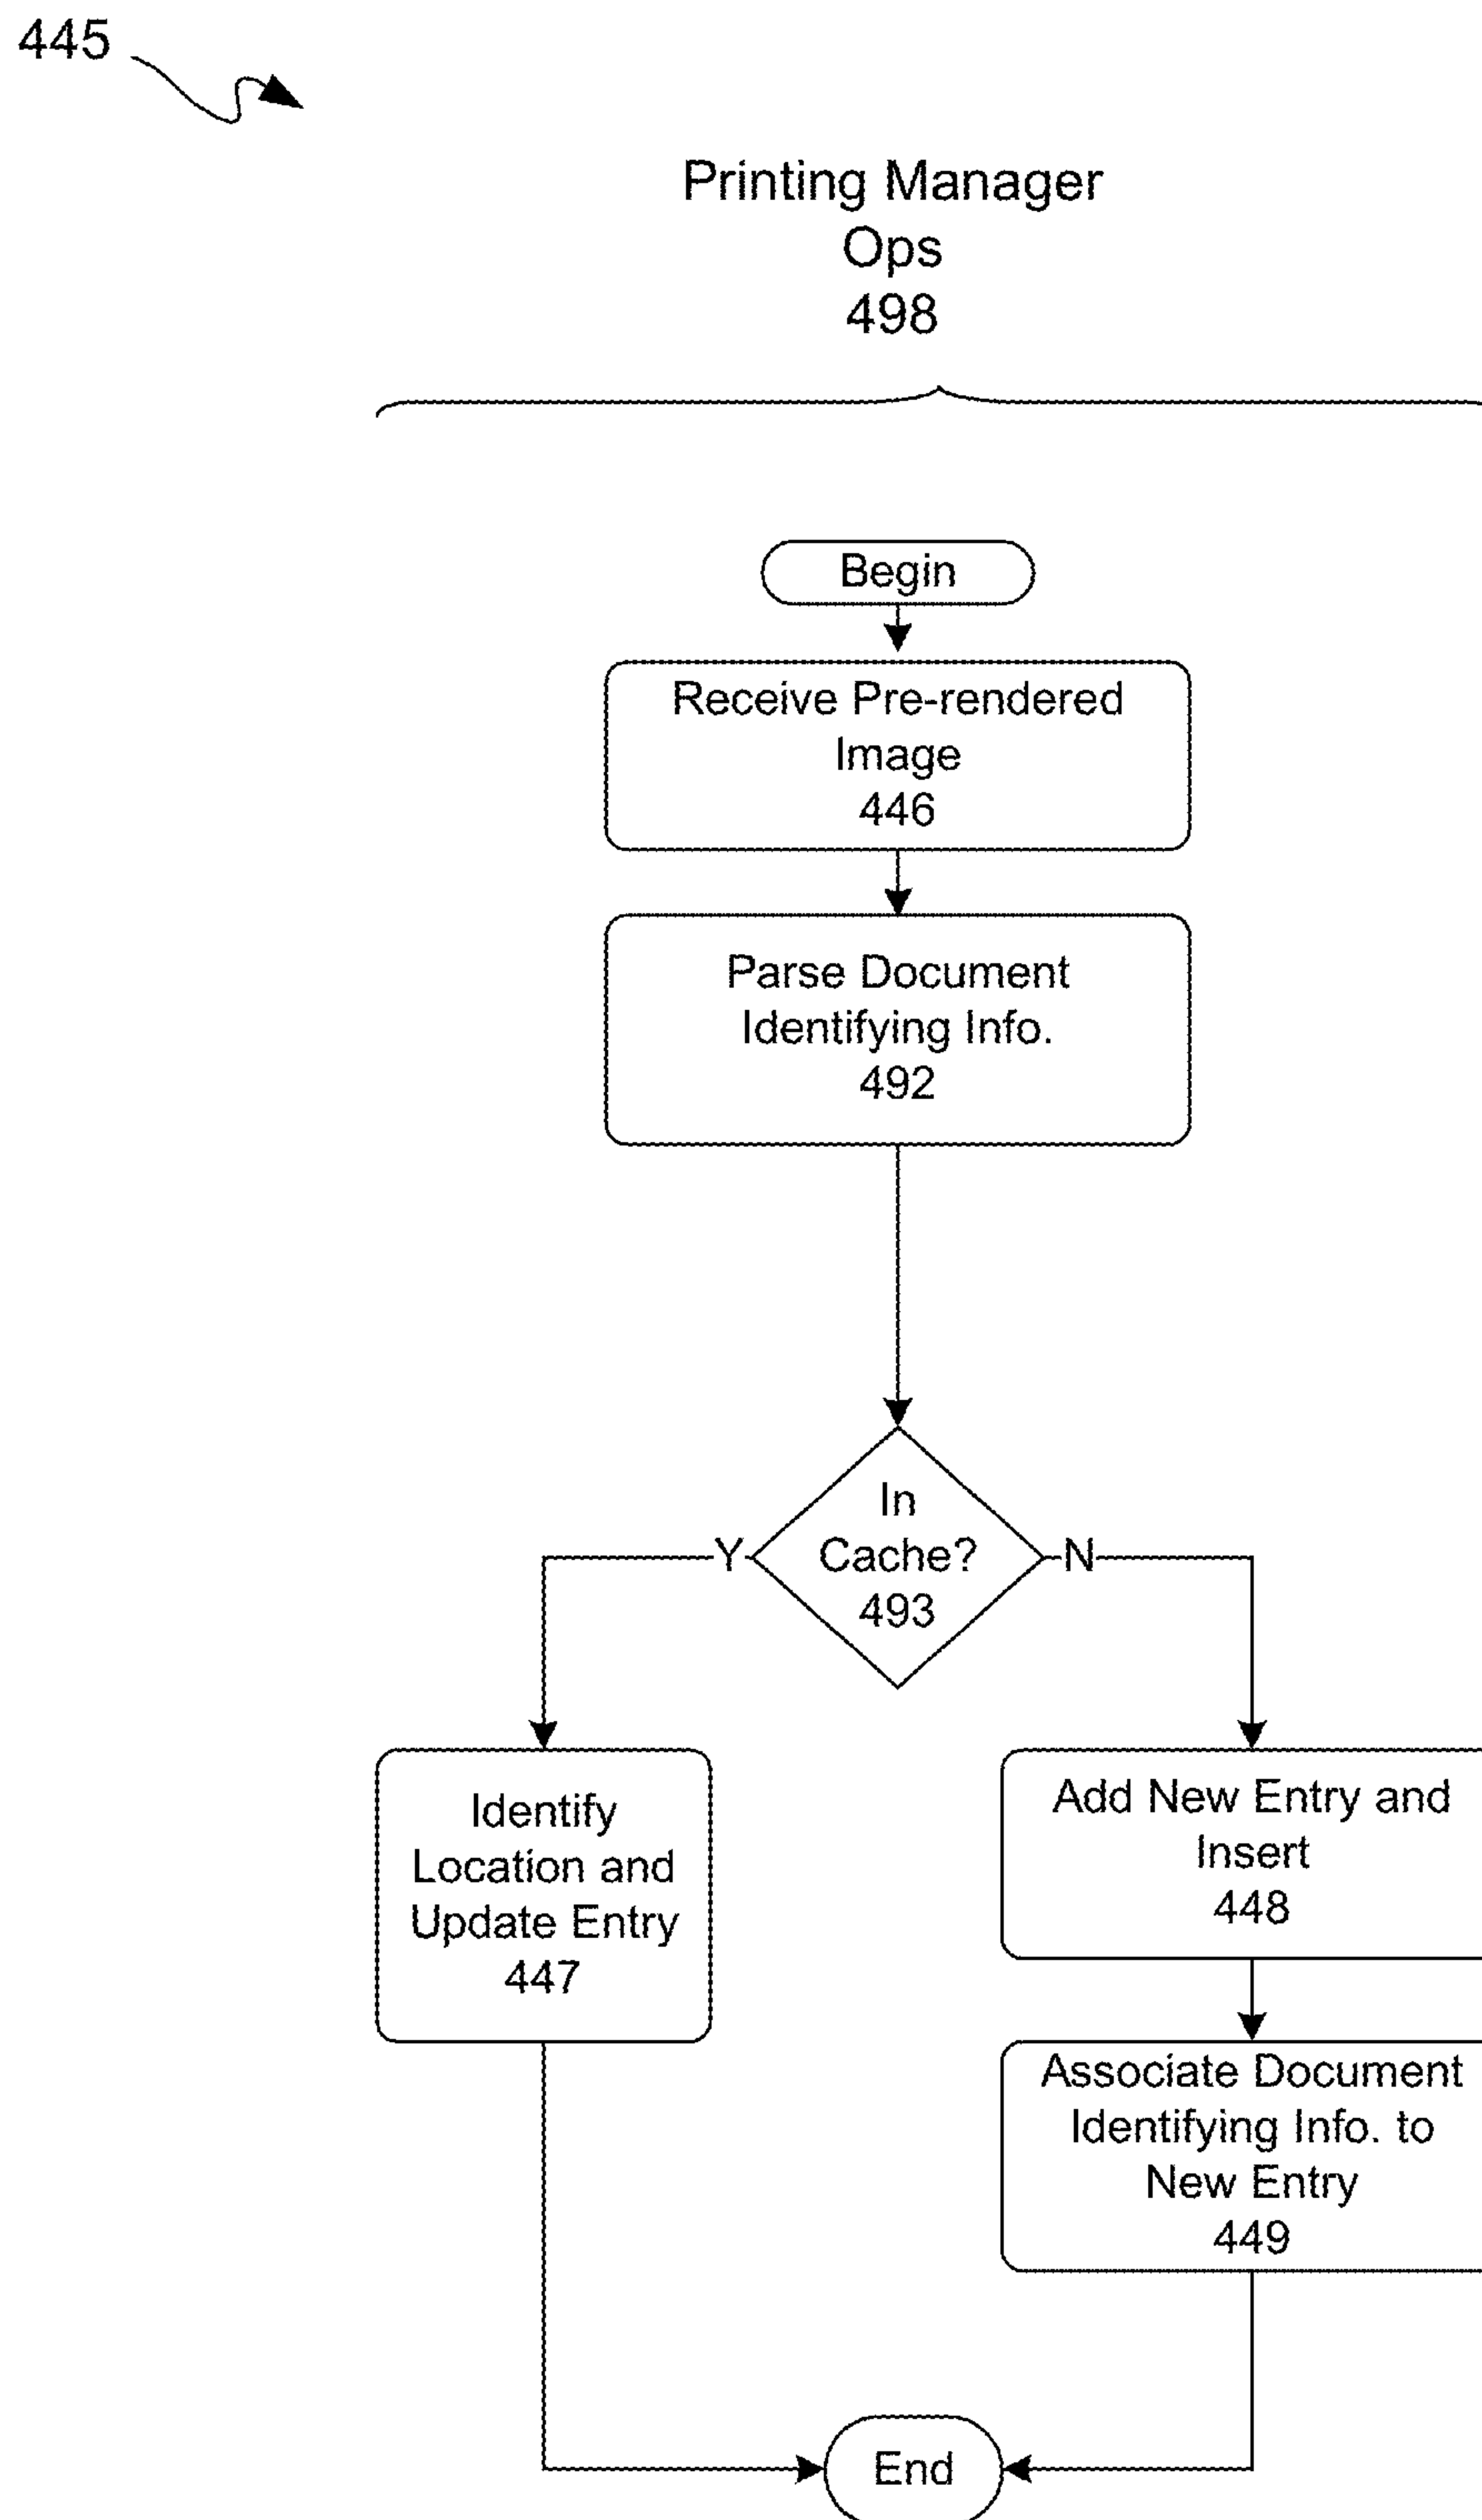 445
Printing Manager
Ops
498
Begin
Receive Pre-rendered
Image
446
Parse Document
Identifying Info.
492
In
Cache?
493
Y
N
Identify
Location and
Update Entry
447
Add New Entry and
Insert
448
Associate Document
Identifying Info. to
New Entry
449
End